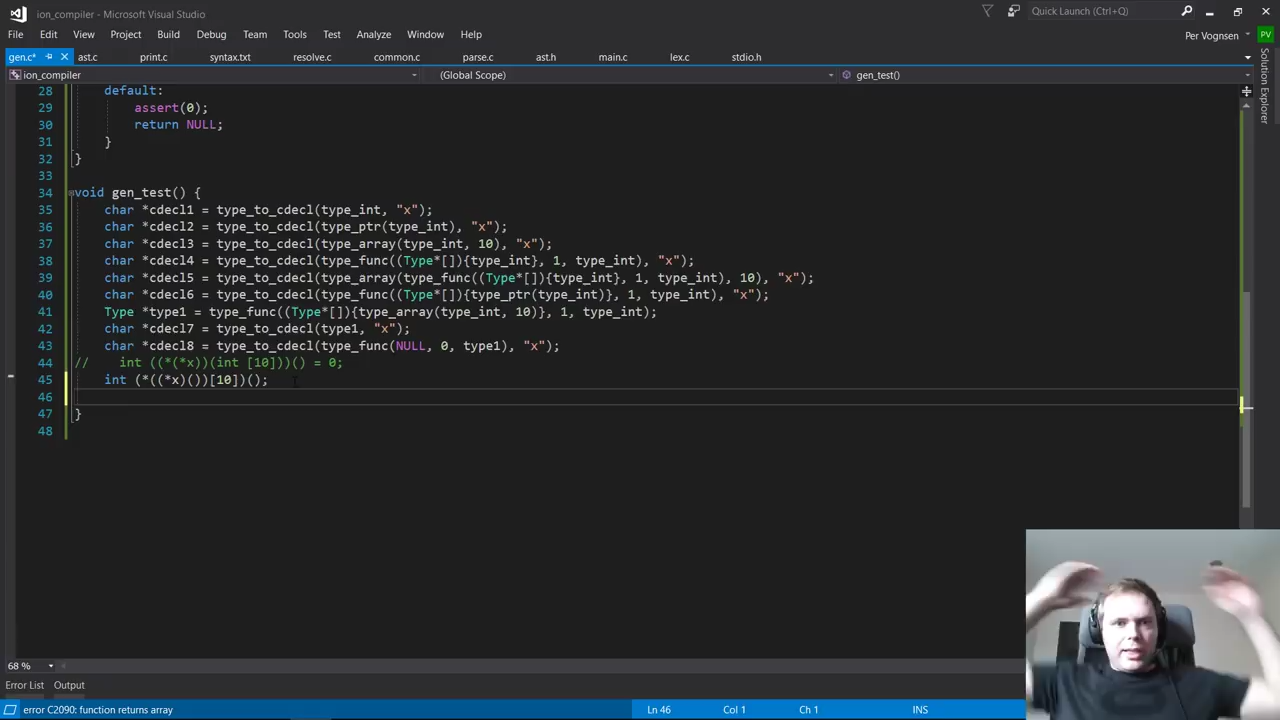 ion_compiler - Microsoft Visual Studio
Quick Launch (Ctrl+Q)
File Edit View Project Build Debug Team Tools Test Analyze Window Help
Per Vognsen PV
gen.c* ast.c print.c syntax.txt resolve.c common.c parse.c ast.h main.c lex.c stdio.h
ion_compiler (Global Scope) gen_test()
Solution Explorer
28 default:
29 assert(0);
30 return NULL;
31 }
32 }
33
34 void gen_test() {
35 char *cdecl1 = type_to_cdecl(type_int, "x");
36 char *cdecl2 = type_to_cdecl(type_ptr(type_int), "x");
37 char *cdecl3 = type_to_cdecl(type_array(type_int, 10), "x");
38 char *cdecl4 = type_to_cdecl(type_func((Type*[]){type_int}, 1, type_int), "x");
39 char *cdecl5 = type_to_cdecl(type_array(type_func((Type*[]){type_int}, 1, type_int), 10), "x");
40 char *cdecl6 = type_to_cdecl(type_func((Type*[]){type_ptr(type_int)}, 1, type_int), "x");
41 Type *type1 = type_func((Type*[]){type_array(type_int, 10)}, 1, type_int);
42 char *cdecl7 = type_to_cdecl(type1, "x");
43 char *cdecl8 = type_to_cdecl(type_func(NULL, 0, type1), "x");
44 // int ((*(*x))(int [10]))() = 0;
45 int (*((*x)())[10])();
46
47 }
48
68 %
Error List Output
error C2090: function returns array Ln 46 Col 1 Ch 1 INS